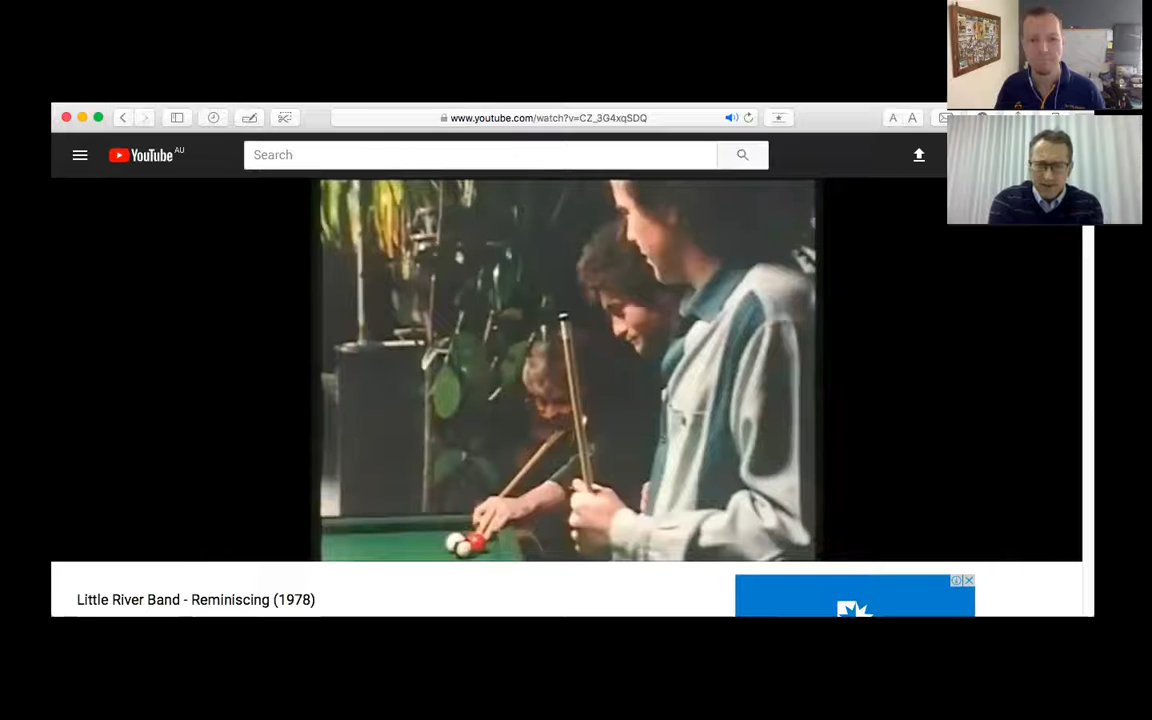 www.youtube.com/watch?v=CZ_3G4xqSDQ
A A
YouTube AU
Search
Little River Band - Reminiscing (1978)